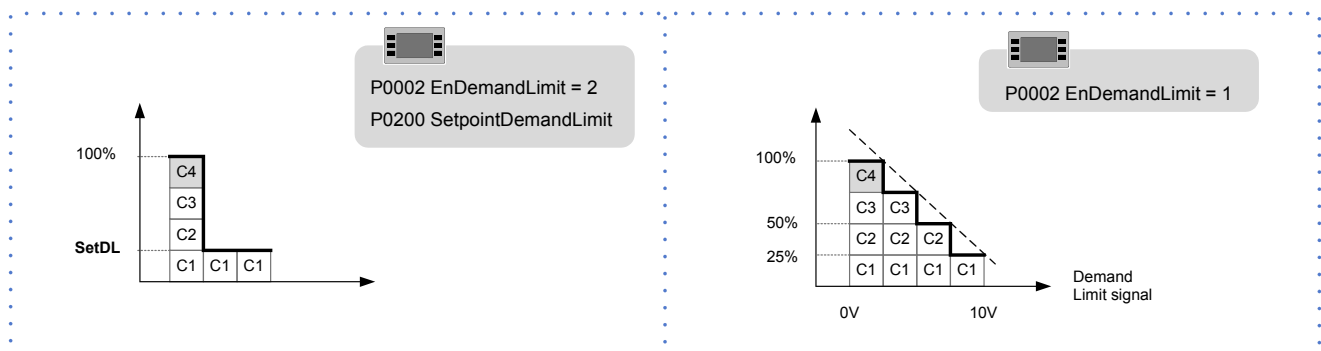 P0002 EnDemandLimit = 2
P0200 SetpointDemandLimit
100%
C4
C3
C2
SetDL
C1 C1 C1
P0002 EnDemandLimit = 1
100%
C4
C3 C3
50%
C2 C2 C2
25%
C1 C1 C1 C1
Demand
Limit signal
0V 10V